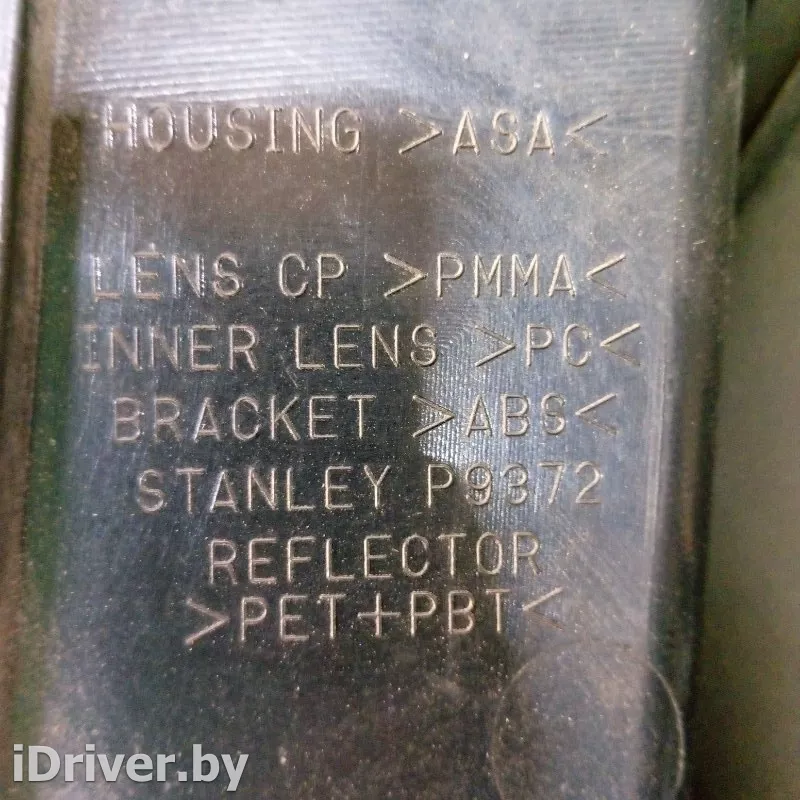 HOUSING >ASA<
LENS CP >PMMA<
INNER LENS >PC<
BRACKET >ABS<
STANLEY P9372
REFLECTOR
>PET+PBT<
iDriver.by